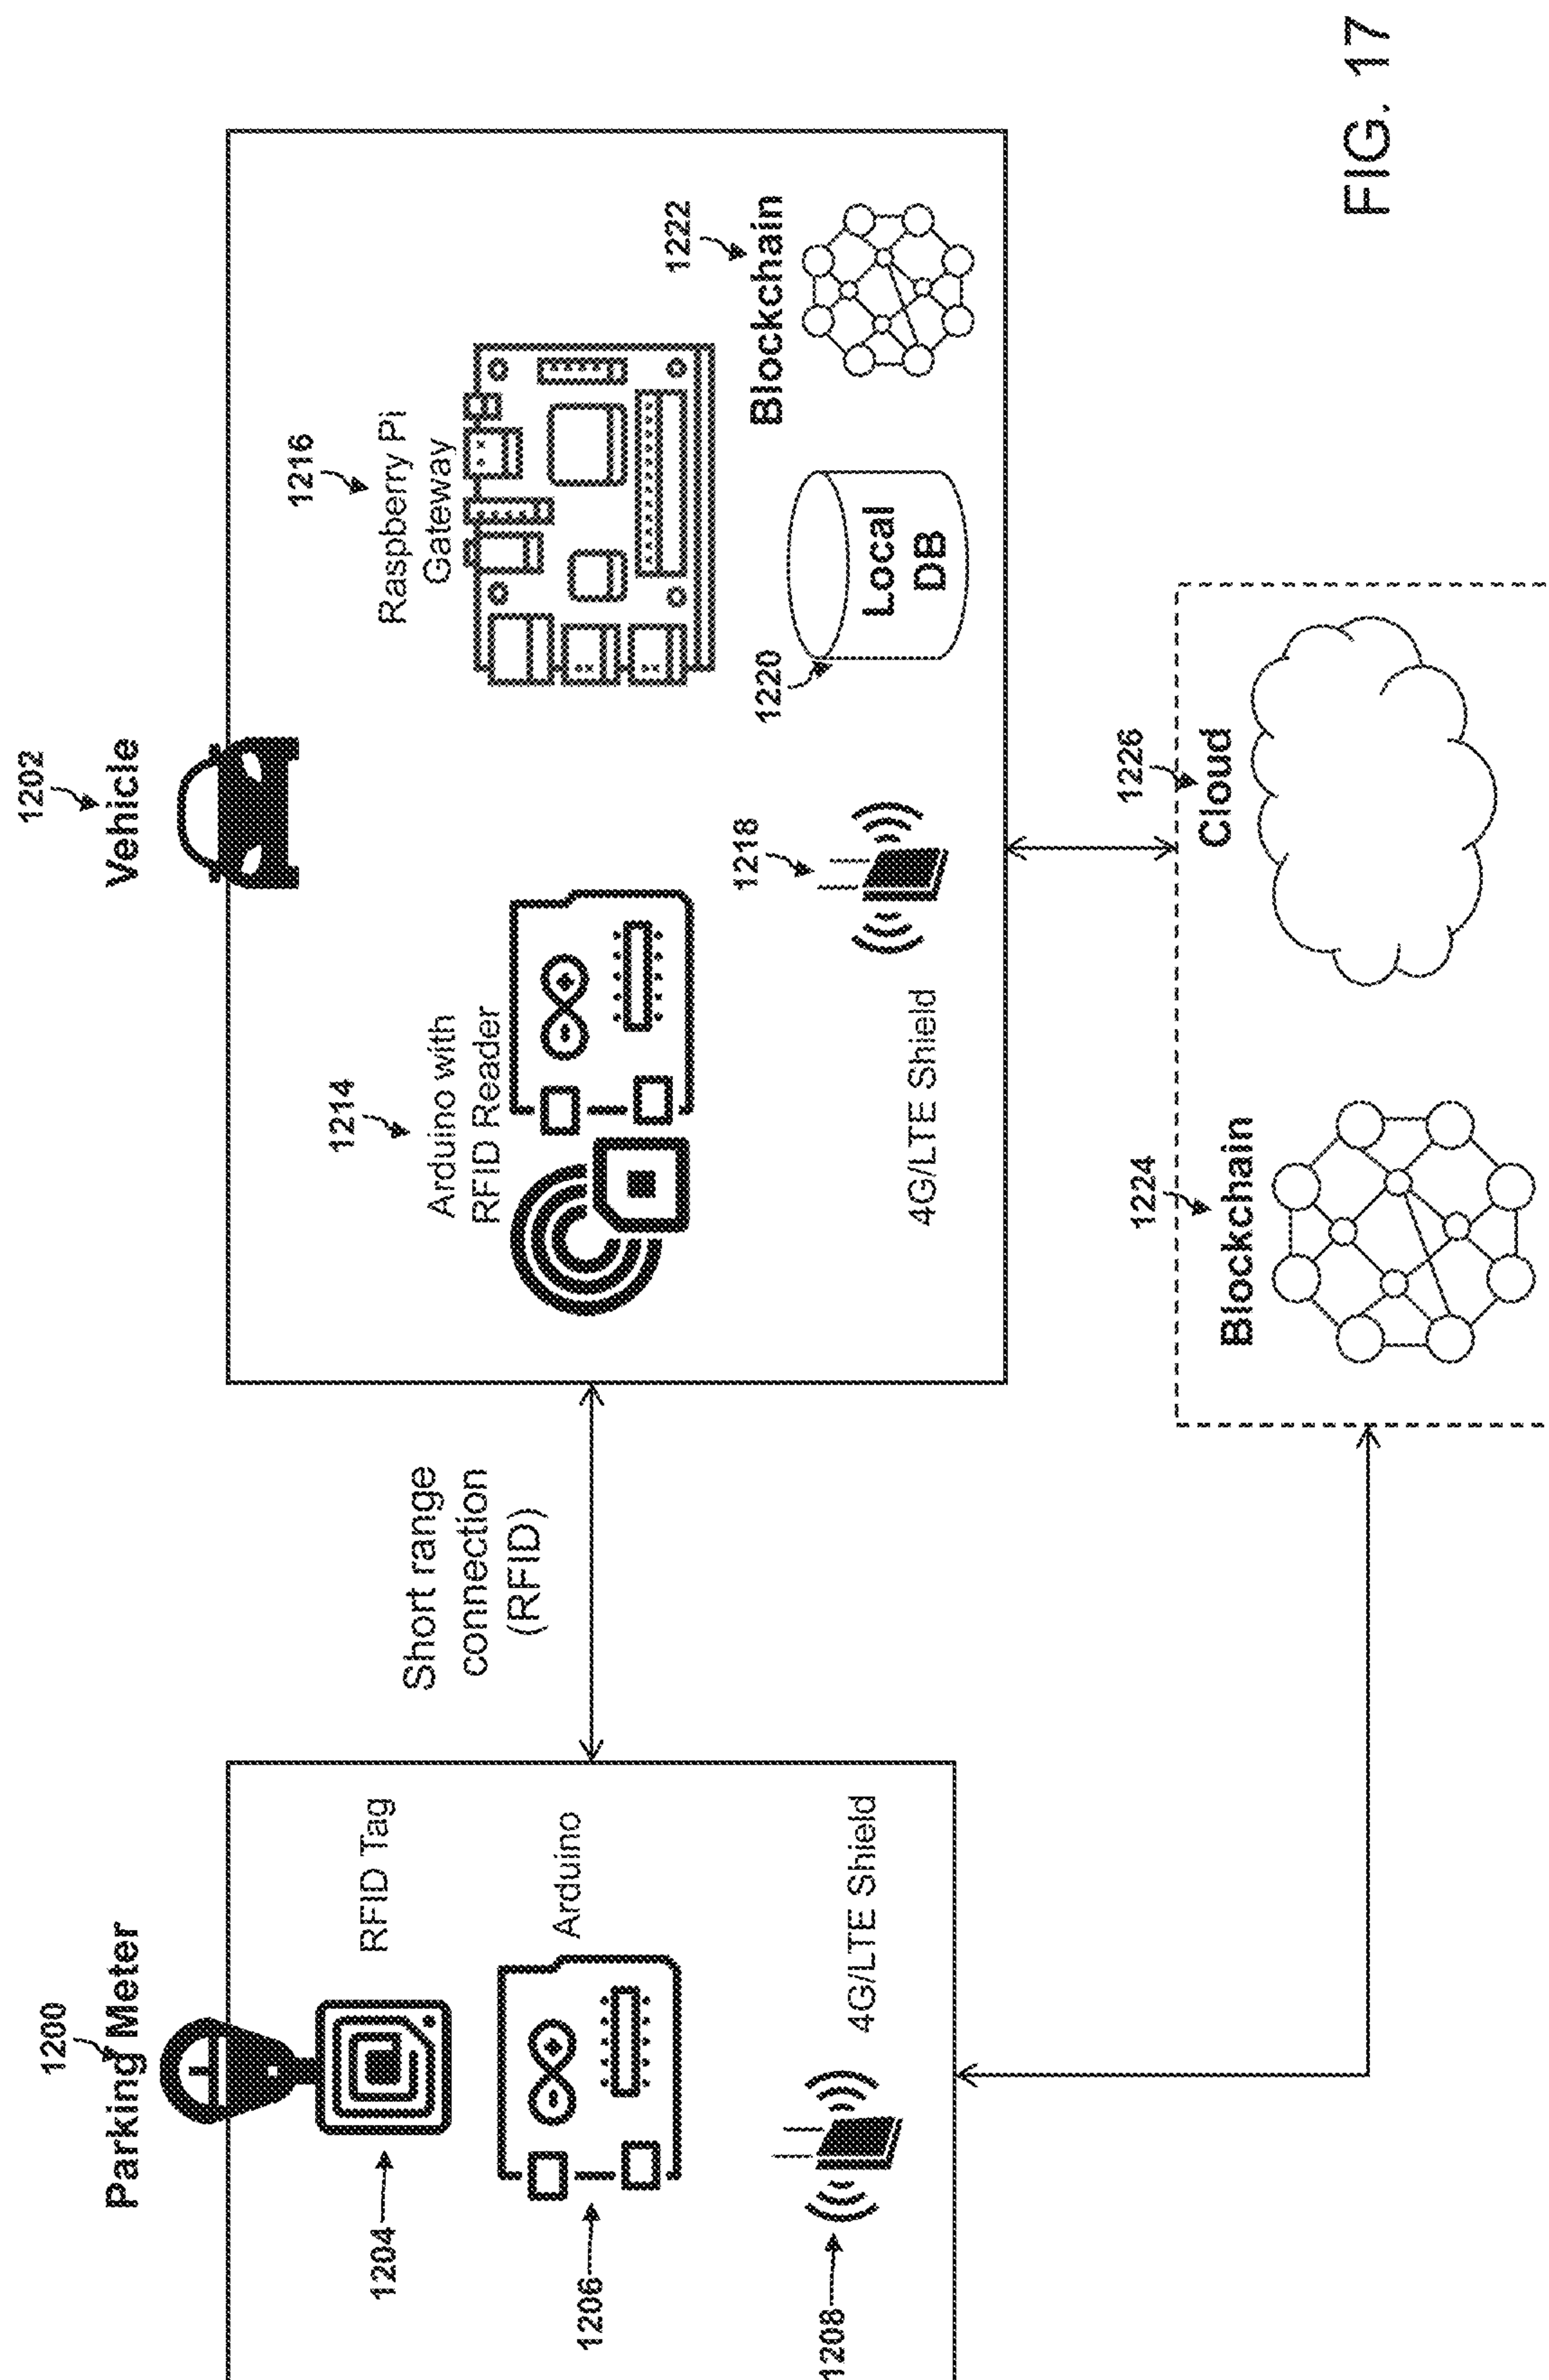 1200
Parking Meter
1204
RFID Tag
1206
Arduino
1208
4G/LTE Shield
Short range
connection
(RFID)
1202
Vehicle
1214
Arduino with
RFID Reader
1216
Raspberry Pi
Gateway
1218
4G/LTE Shield
1220
Local
DB
1222
Blockchain
1224
Blockchain
1226
Cloud
FIG. 17